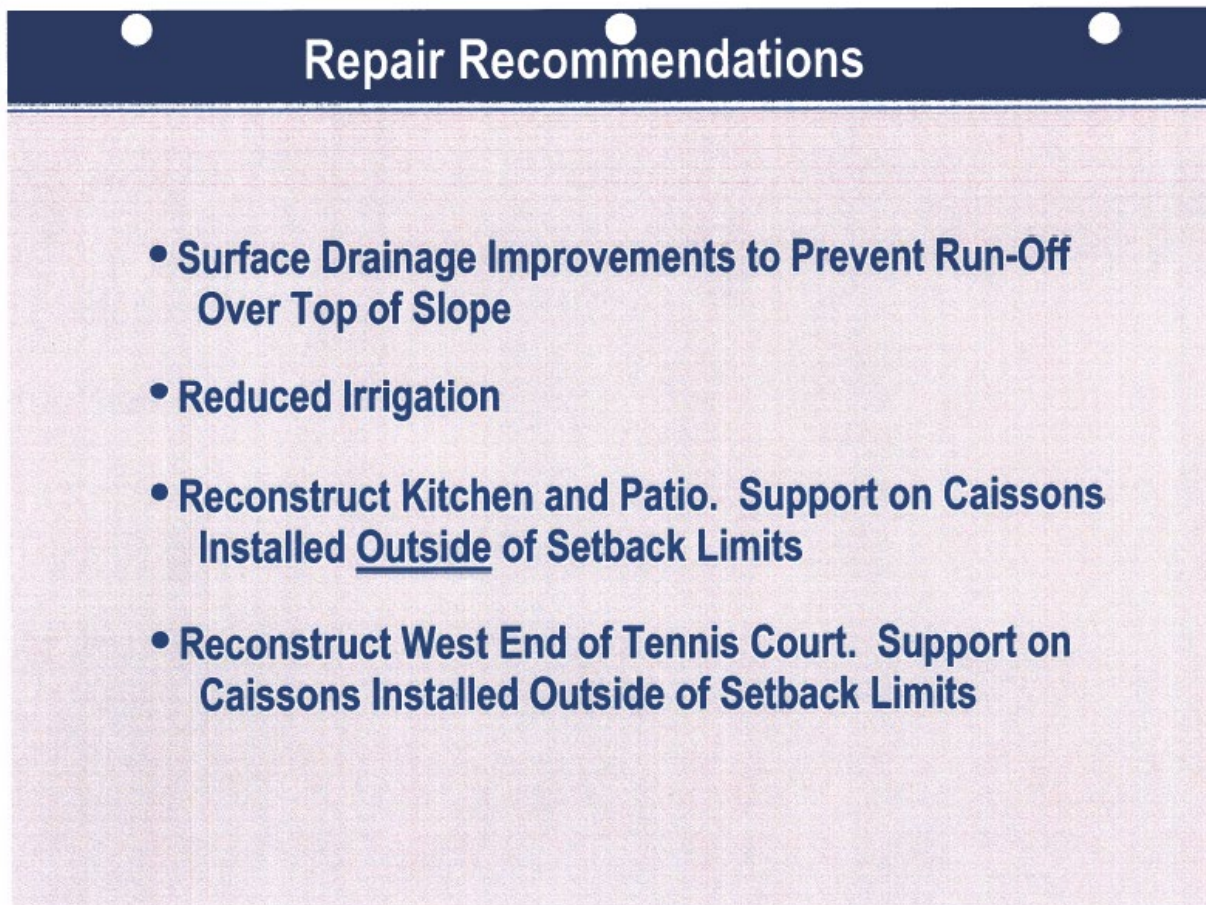 Repair Recommendations
• Surface Drainage Improvements to Prevent Run-Off
Over Top of Slope
• Reduced Irrigation
• Reconstruct Kitchen and Patio. Support on Caissons
Installed Outside of Setback Limits
• Reconstruct West End of Tennis Court. Support on
Caissons Installed Outside of Setback Limits